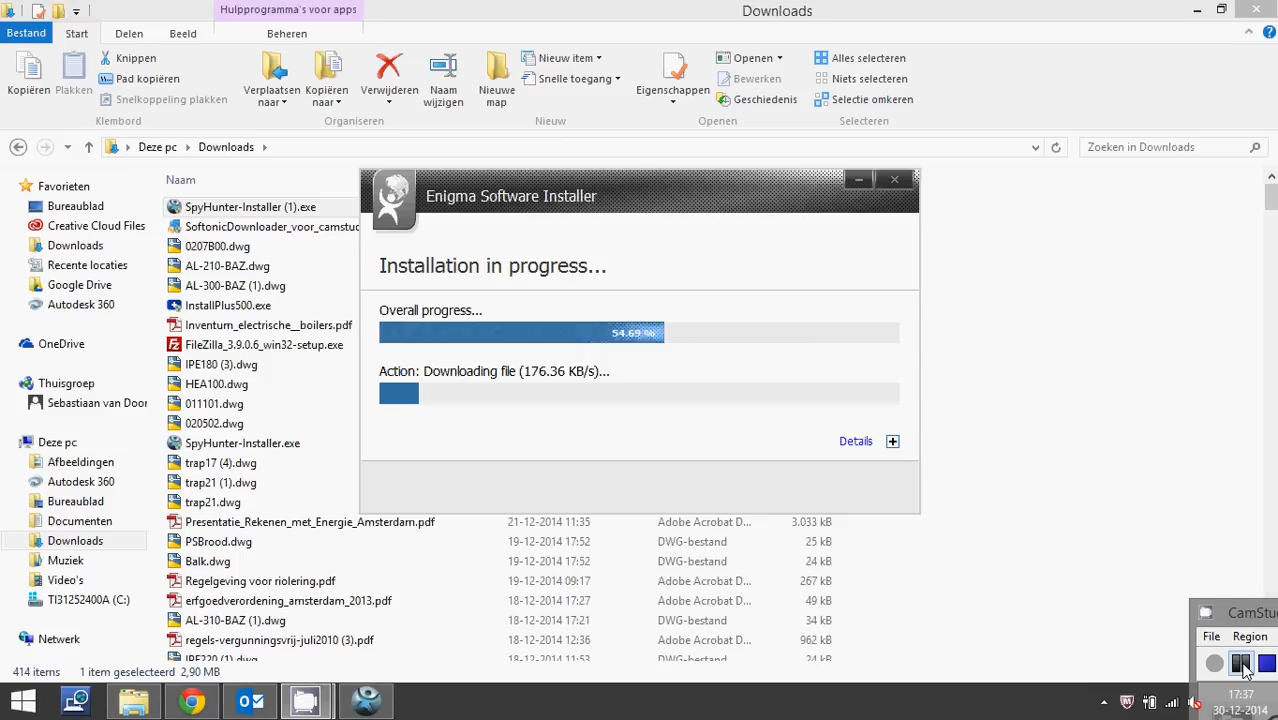 Hulpprogramma's voor apps
Downloads
Bestand
Start
Delen
Beeld
Beheren
Kopiëren
Plakken
Knippen
Pad kopiëren
Snelkoppeling plakken
Klembord
Verplaatsen naar
Kopiëren naar
Verwijderen
Naam wijzigen
Organiseren
Nieuwe map
Nieuw item
Snelle toegang
Nieuw
Eigenschappen
Openen
Bewerken
Geschiedenis
Openen
Alles selecteren
Niets selecteren
Selectie omkeren
Selecteren
Deze pc
Downloads
Zoeken in Downloads
Favorieten
Bureaublad
Creative Cloud Files
Downloads
Recente locaties
Google Drive
Autodesk 360
OneDrive
Thuisgroep
Sebastiaan van Door
Deze pc
Afbeeldingen
Autodesk 360
Bureaublad
Documenten
Downloads
Muziek
Video's
TI31252400A (C:)
Netwerk
Naam
SpyHunter-Installer (1).exe
SoftonicDownloader_voor_camstud
0207B00.dwg
AL-210-BAZ.dwg
AL-300-BAZ (1).dwg
InstallPlus500.exe
Inventum_electrische__boilers.pdf
FileZilla_3.9.0.6_win32-setup.exe
IPE180 (3).dwg
HEA100.dwg
011101.dwg
020502.dwg
SpyHunter-Installer.exe
trap17 (4).dwg
trap21 (1).dwg
trap21.dwg
Presentatie_Rekenen_met_Energie_Amsterdam.pdf 21-12-2014 11:35 Adobe Acrobat D... 3.033 kB
PSBrood.dwg 19-12-2014 17:52 DWG-bestand 25 kB
Balk.dwg 19-12-2014 17:52 DWG-bestand 24 kB
Regelgeving voor riolering.pdf 19-12-2014 09:17 Adobe Acrobat D... 267 kB
erfgoedverordening_amsterdam_2013.pdf 18-12-2014 17:27 Adobe Acrobat D... 49 kB
AL-310-BAZ (1).dwg 18-12-2014 17:21 DWG-bestand 34 kB
regels-vergunningsvrij-juli2010 (3).pdf 18-12-2014 12:36 Adobe Acrobat D... 962 kB
IPE220 (1).dwg
Enigma Software Installer
Installation in progress...
Overall progress...
54.69 %
Action: Downloading file (176.36 KB/s)...
Details
414 items 1 item geselecteerd 2,90 MB
CamStu
File Region
17:37
30-12-2014